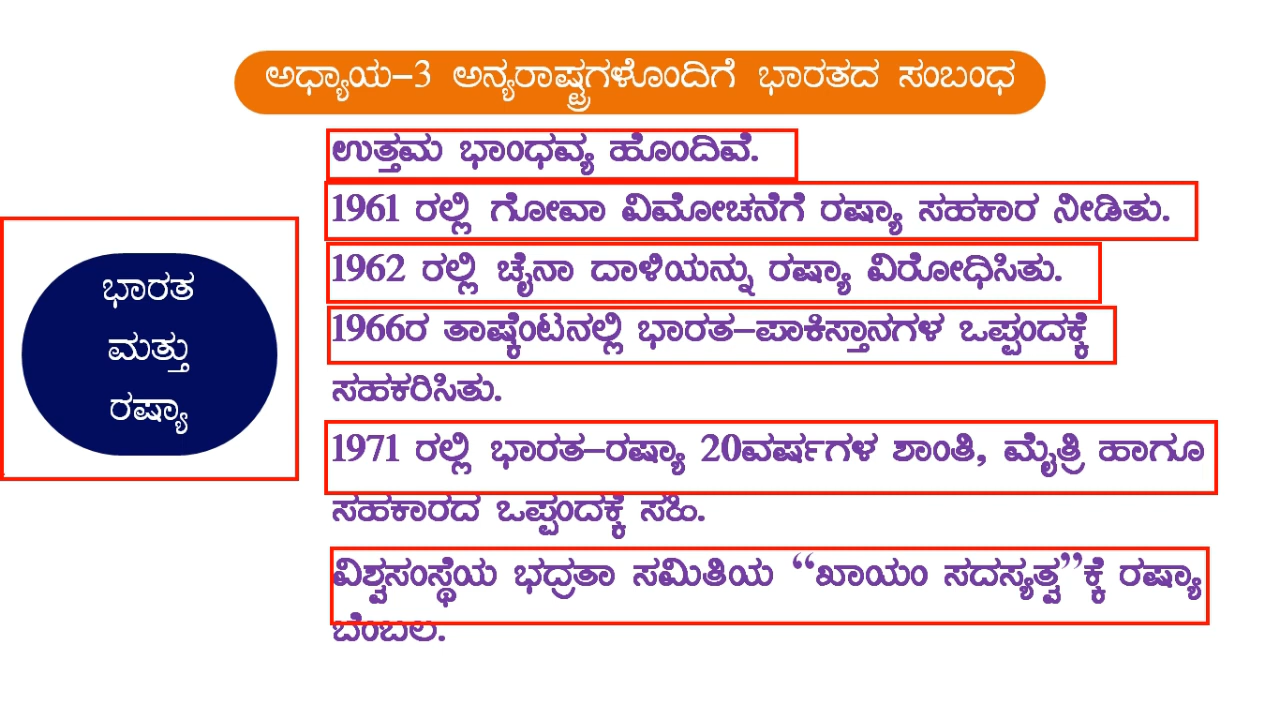 ಅಧ್ಯಾಯ-3 ಅನ್ಯರಾಷ್ಟ್ರಗಳೊಂದಿಗೆ ಭಾರತದ ಸಂಬಂಧ
ಭಾರತ
ಮತ್ತು
ರಷ್ಯಾ
ಉತ್ತಮ ಭಾಂಧವ್ಯ ಹೊಂದಿವೆ.
1961 ರಲ್ಲಿ ಗೋವಾ ವಿಮೋಚನೆಗೆ ರಷ್ಯಾ ಸಹಕಾರ ನೀಡಿತು.
1962 ರಲ್ಲಿ ಚೈನಾ ದಾಳಿಯನ್ನು ರಷ್ಯಾ ವಿರೋಧಿಸಿತು.
1966ರ ತಾಷ್ಕೆಂಟನಲ್ಲಿ ಭಾರತ-ಪಾಕಿಸ್ತಾನಗಳ ಒಪ್ಪಂದಕ್ಕೆ
ಸಹಕರಿಸಿತು.
1971 ರಲ್ಲಿ ಭಾರತ-ರಷ್ಯಾ 20ವರ್ಷಗಳ ಶಾಂತಿ, ಮೈತ್ರಿ ಹಾಗೂ
ಸಹಕಾರದ ಒಪ್ಪಂದಕ್ಕೆ ಸಹಿ.
ವಿಶ್ವಸಂಸ್ಥೆಯ ಭದ್ರತಾ ಸಮಿತಿಯ “ಖಾಯಂ ಸದಸ್ಯತ್ವ”ಕ್ಕೆ ರಷ್ಯಾ
ಬೆಂಬಲ.